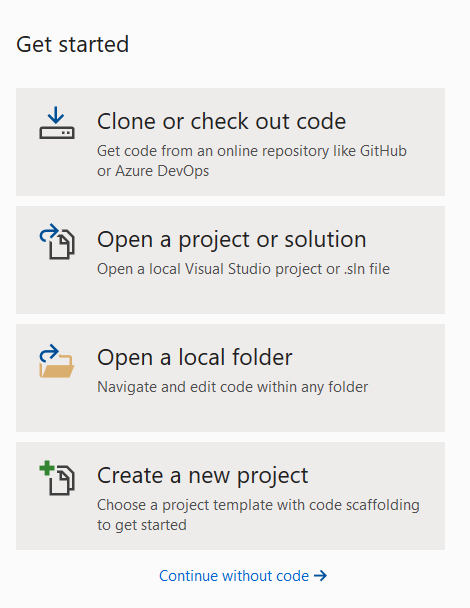 Get started
Clone or check out code
Get code from an online repository like GitHub
or Azure DevOps
Open a project or solution
Open a local Visual Studio project or .sln file
Open a local folder
Navigate and edit code within any folder
Create a new project
Choose a project template with code scaffolding
to get started
Continue without code →